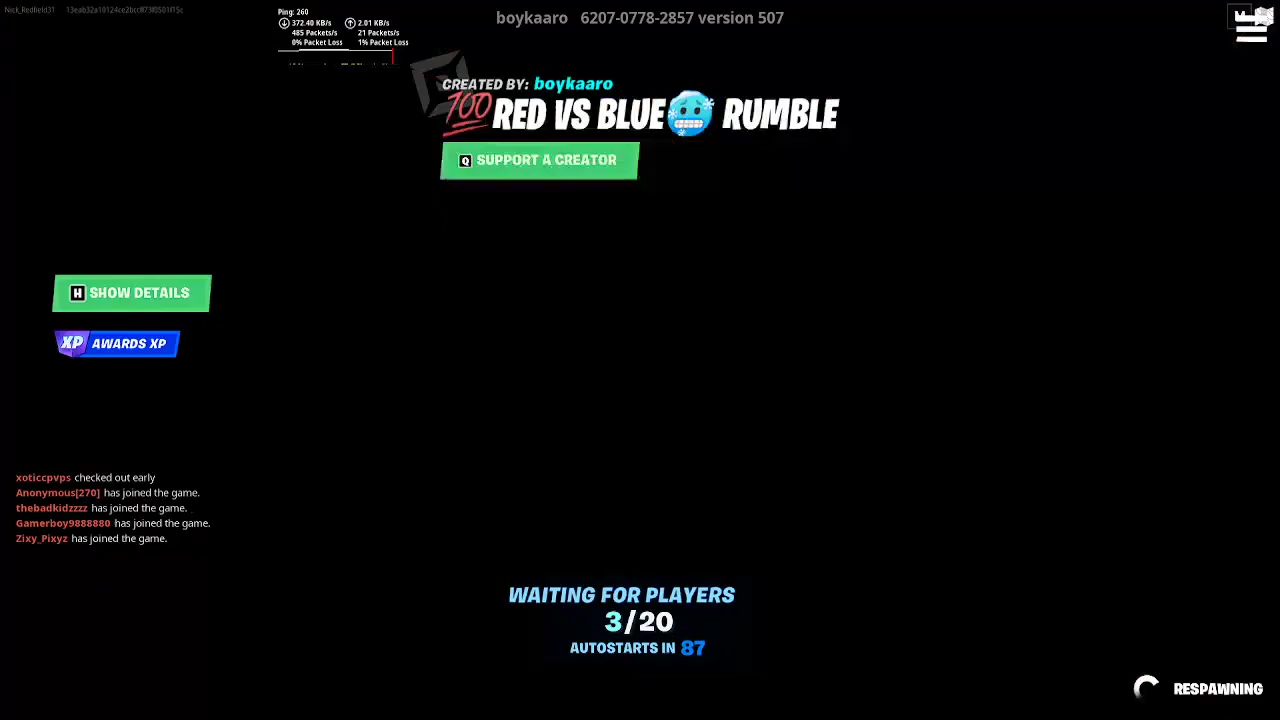 Nick_Redfield31
Ping: 260
372.40 KB/s 2.01 KB/s
485 Packets/s 21 Packets/s
0% Packet Loss 1% Packet Loss
boykaaro 6207-0778-2857 version 507
CREATED BY: boykaaro
💯RED VS BLUE🥶 RUMBLE
Q SUPPORT A CREATOR
H SHOW DETAILS
XP AWARDS XP
xoticcpvps checked out early
Anonymous[270] has joined the game.
thebadkidzzzz has joined the game.
Gamerboy9888880 has joined the game.
Zixy_Pixyz has joined the game.
WAITING FOR PLAYERS
3/20
AUTOSTARTS IN 87
RESPAWNING